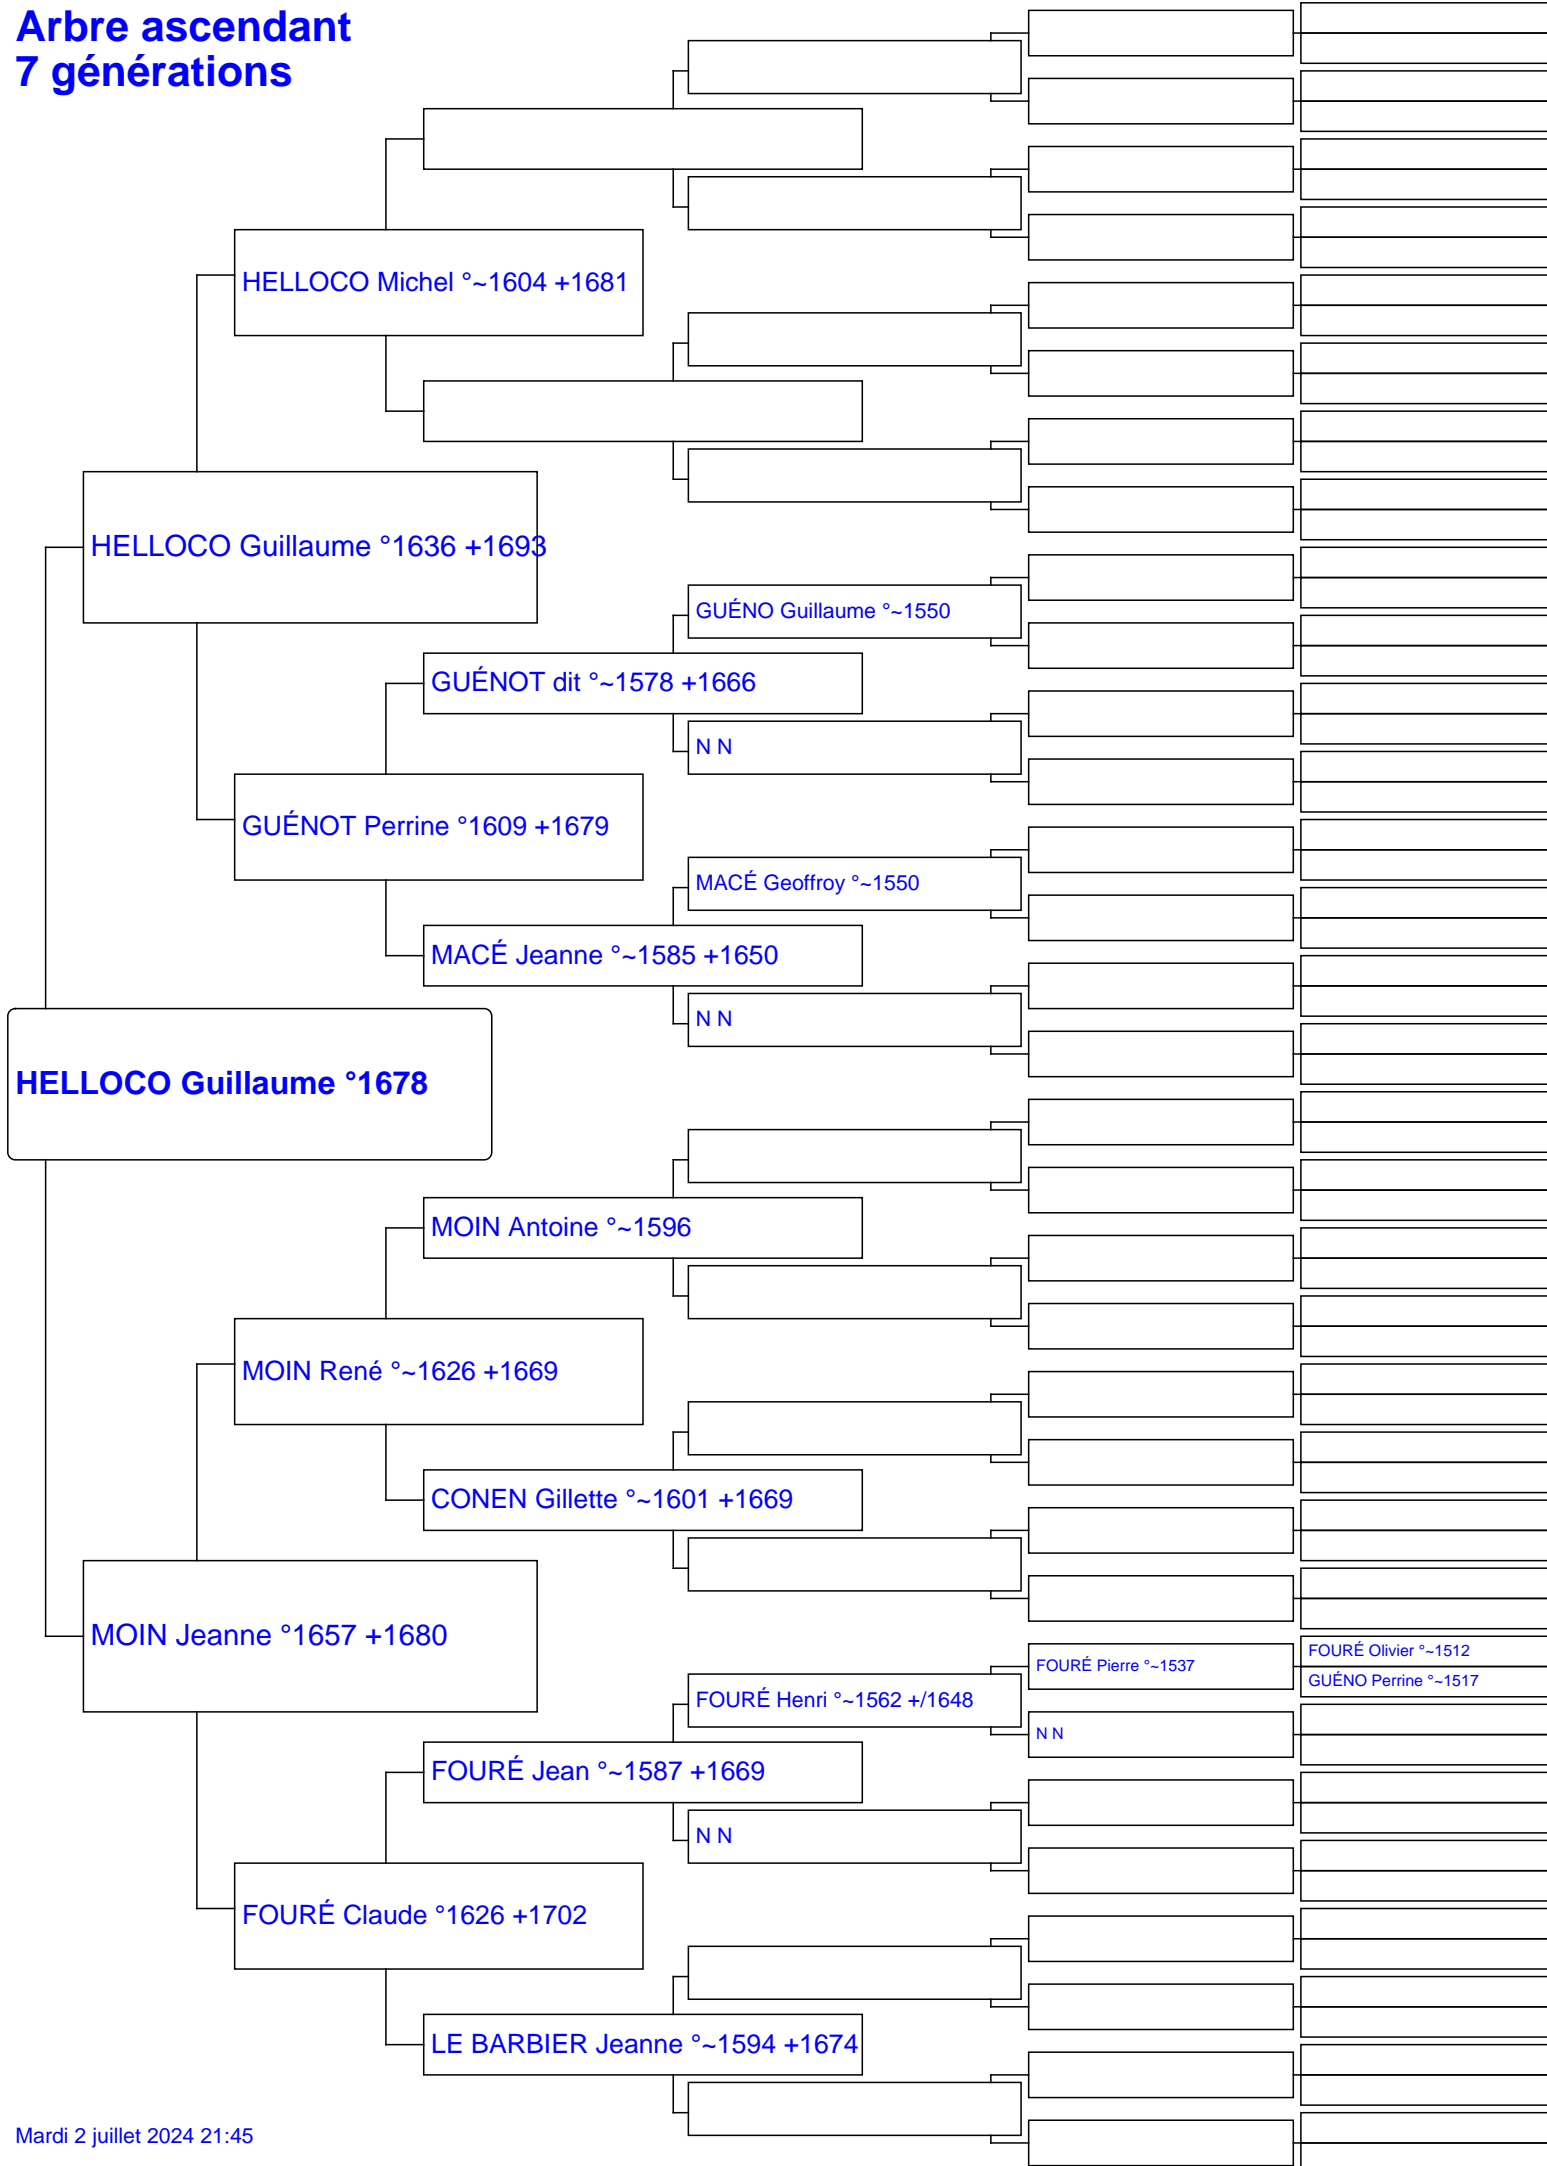 Arbre ascendant
7 générations
HELLOCO Michel °~1604 +1681
HELLOCO Guillaume °1636 +1693
GUÉNO Guillaume °~1550
GUÉNOT dit °~1578 +1666
N N
GUÉNOT Perrine °1609 +1679
MACÉ Geoffroy °~1550
MACÉ Jeanne °~1585 +1650
N N
HELLOCO Guillaume °1678
MOIN Antoine °~1596
MOIN René °~1626 +1669
CONEN Gillette °~1601 +1669
MOIN Jeanne °1657 +1680
FOURÉ Olivier °~1512
FOURÉ Pierre °~1537
GUÉNO Perrine °~1517
FOURÉ Henri °~1562 +/1648
N N
FOURÉ Jean °~1587 +1669
N N
FOURÉ Claude °1626 +1702
LE BARBIER Jeanne °~1594 +1674
Mardi 2 juillet 2024 21:45